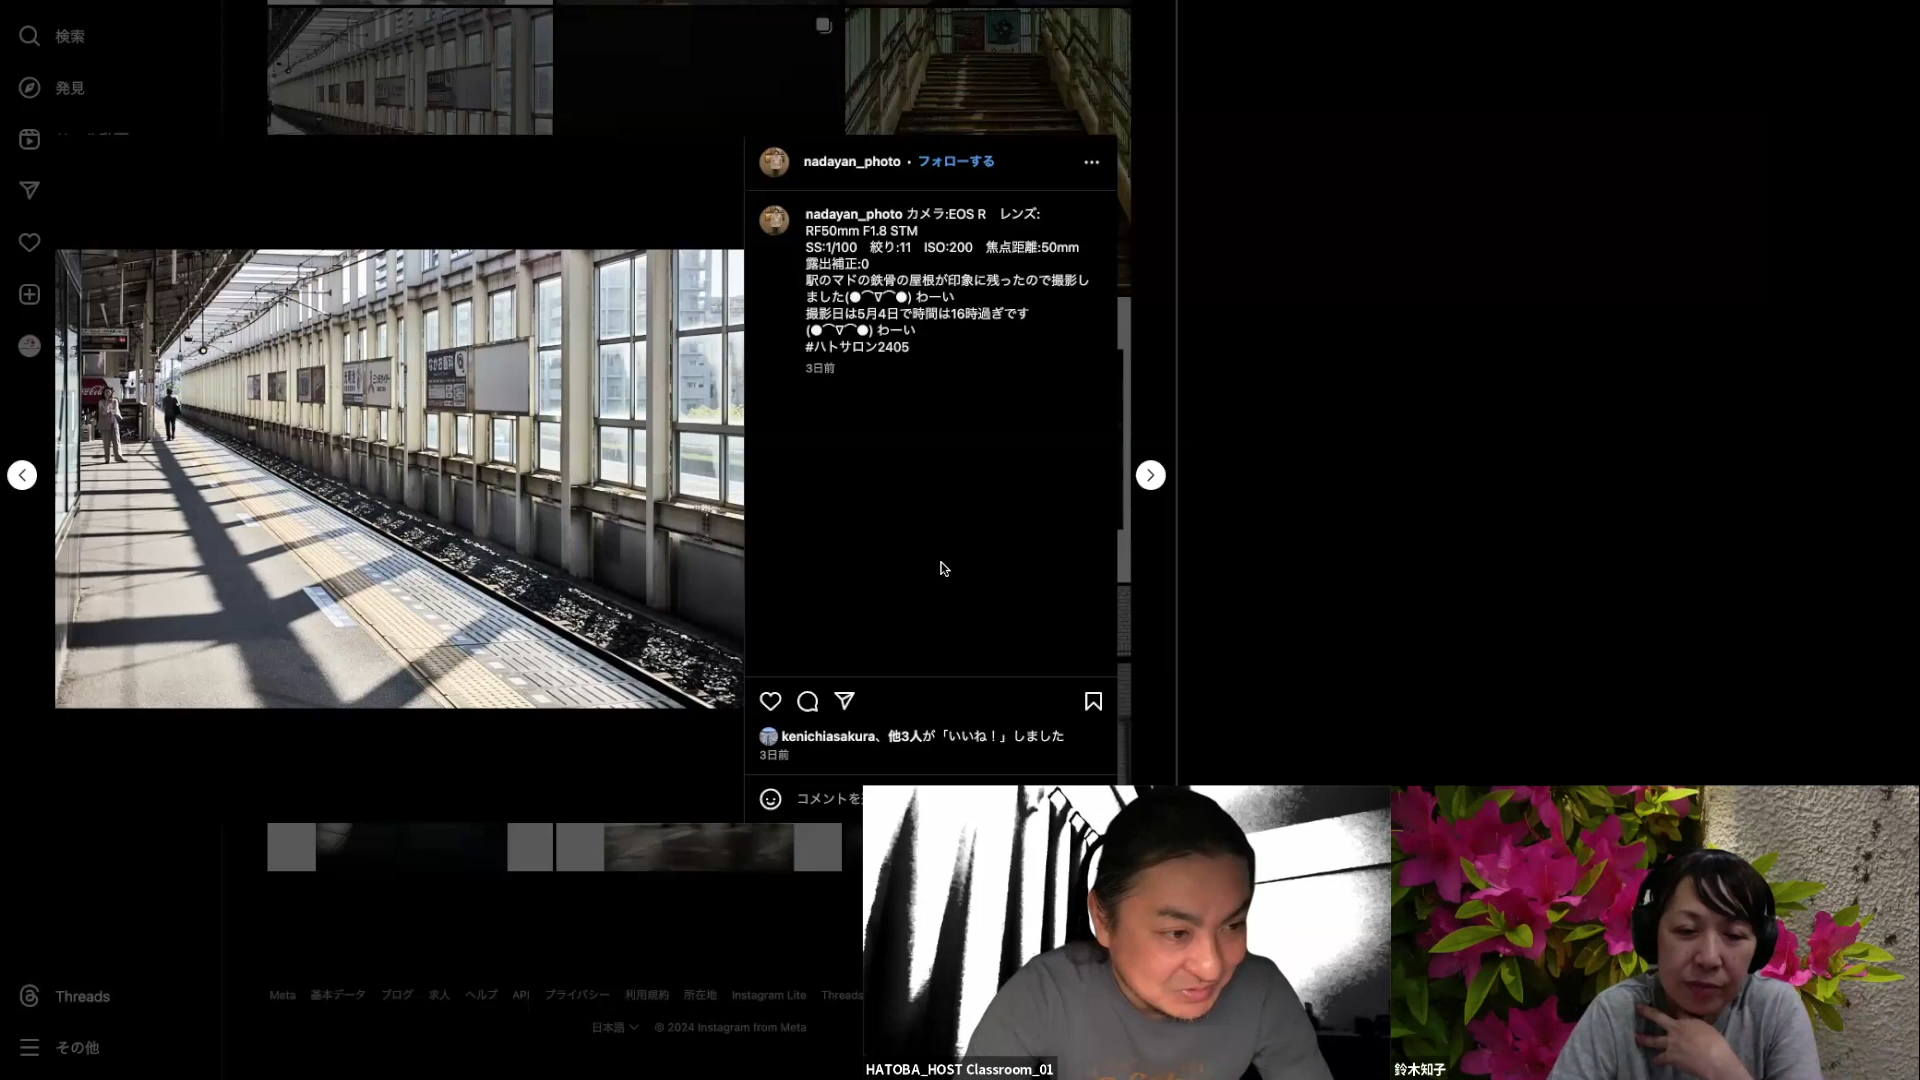 検索
発見
nadayan_photo • フォローする
nadayan_photo カメラ:EOS R　レンズ:
RF50mm F1.8 STM
SS:1/100　絞り:11　ISO:200　焦点距離:50mm
露出補正:0
駅のマドの鉄骨の屋根が印象に残ったので撮影し
ました(●⌒∇⌒●) わーい
撮影日は5月4日で時間は16時過ぎです
(●⌒∇⌒●) わーい
#ハトサロン2405
3日前
なかお眼科
kenichiasakura、他3人が「いいね！」しました
3日前
コメントを
Threads
その他
Meta 基本データ ブログ 求人 ヘルプ API プライバシー 利用規約 所在地 Instagram Lite Threads
日本語 © 2024 Instagram from Meta
HATOBA_HOST Classroom_01
鈴木知子